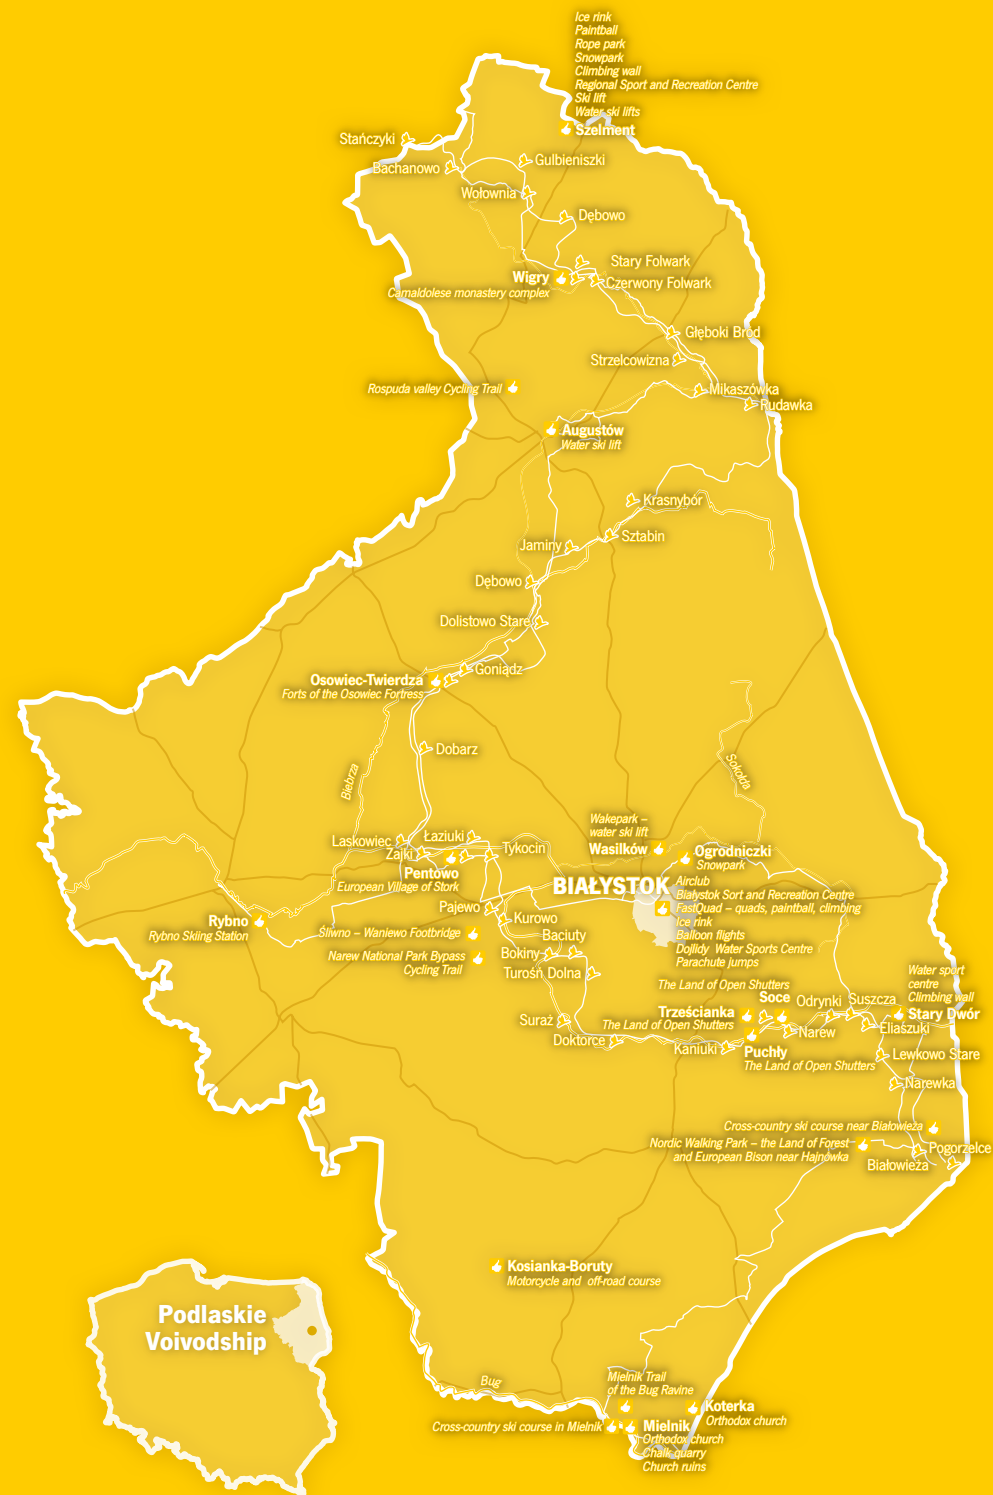 Ice rink
Paintball
Rope park
Snowpark
Climbing wall
Regional Sport and Recreation Centre
Ski lift
Water ski lifts
Szelment
Stańczyki
Gulbieniszki
Bachanowo
Wołownia
Dębowo
Stary Folwark
Wigry
Czerwony Folwark
Camaldolese monastery complex
Głęboki Bród
Strzelcowizna
Rospuda valley Cycling Trail
Mikaszówka
Rudawka
Augustów
Water ski lift
Krasnybór
Sztabin
Jaminy
Dębowo
Dolistowo Stare
Goniądz
Osowiec-Twierdza
Forts of the Osowiec Fortress
Dobarz
Biebrza
Sokołda
Wakepark –
water ski lift
Wasilków
Łaziuki
Laskowiec
Zajki
Tykocin
Ogrodniczki
Snowpark
Pentowo
European Village of Stork
BIAŁYSTOK
Airclub
Białystok Sort and Recreation Centre
FastQuad – quads, paintball, climbing
Ice rink
Balloon flights
Dojlidy Water Sports Centre
Parachute jumps
Pajewo
Kurowo
Rybno
Rybno Skiing Station
Śliwno – Waniewo Footbridge
Baciuty
Narew National Park Bypass
Cycling Trail
Bokiny
Turośń Dolna
Water sport
centre
Climbing wall
Stary Dwór
The Land of Open Shutters
Soce
Odrynki
Suszcza
Trześcianka
The Land of Open Shutters
Suraż
Narew
Eliaszuki
Doktorce
Kaniuki
Puchły
The Land of Open Shutters
Lewkowo Stare
Narewka
Cross-country ski course near Białowieża
Nordic Walking Park – the Land of Forest
and European Bison near Hajnówka
Pogorzelce
Białowieża
Kosianka-Boruty
Motorcycle and off-road course
Podlaskie
Voivodship
Bug
Mielnik Trail
of the Bug Ravine
Koterka
Orthodox church
Cross-country ski course in Mielnik
Mielnik
Orthodox church
Chalk quarry
Church ruins